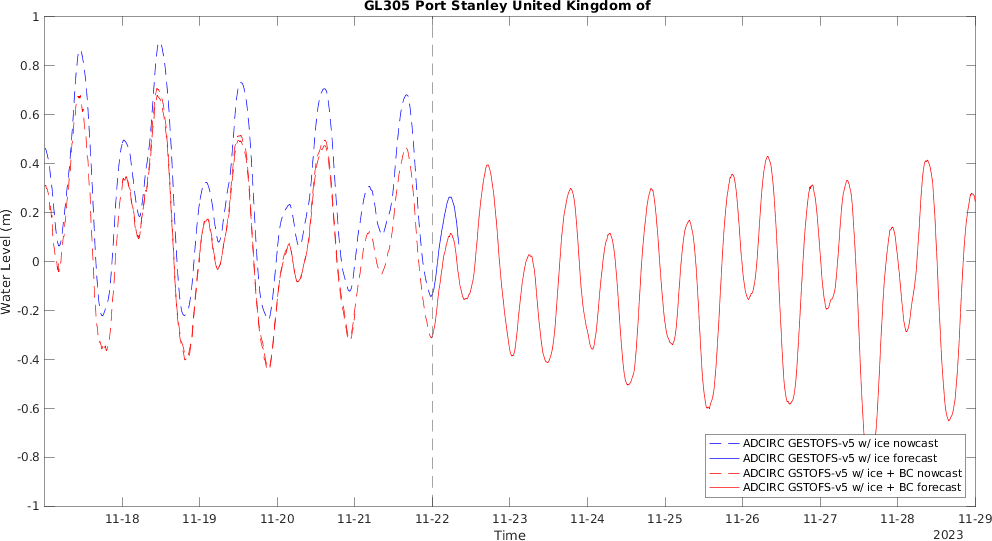 GL305 Port Stanley United Kingdom of
1
0.8
0.6
0.4
0.2
0
-0.2
-0.4
-0.6
-0.8
-1
Water Level (m)
ADCIRC GESTOFS-v5 w/ ice nowcast
ADCIRC GESTOFS-v5 w/ ice forecast
ADCIRC GSTOFS-v5 w/ ice + BC nowcast
ADCIRC GSTOFS-v5 w/ ice + BC forecast
11-18 11-19 11-20 11-21 11-22 11-23 11-24 11-25 11-26 11-27 11-28 11-29
Time
2023